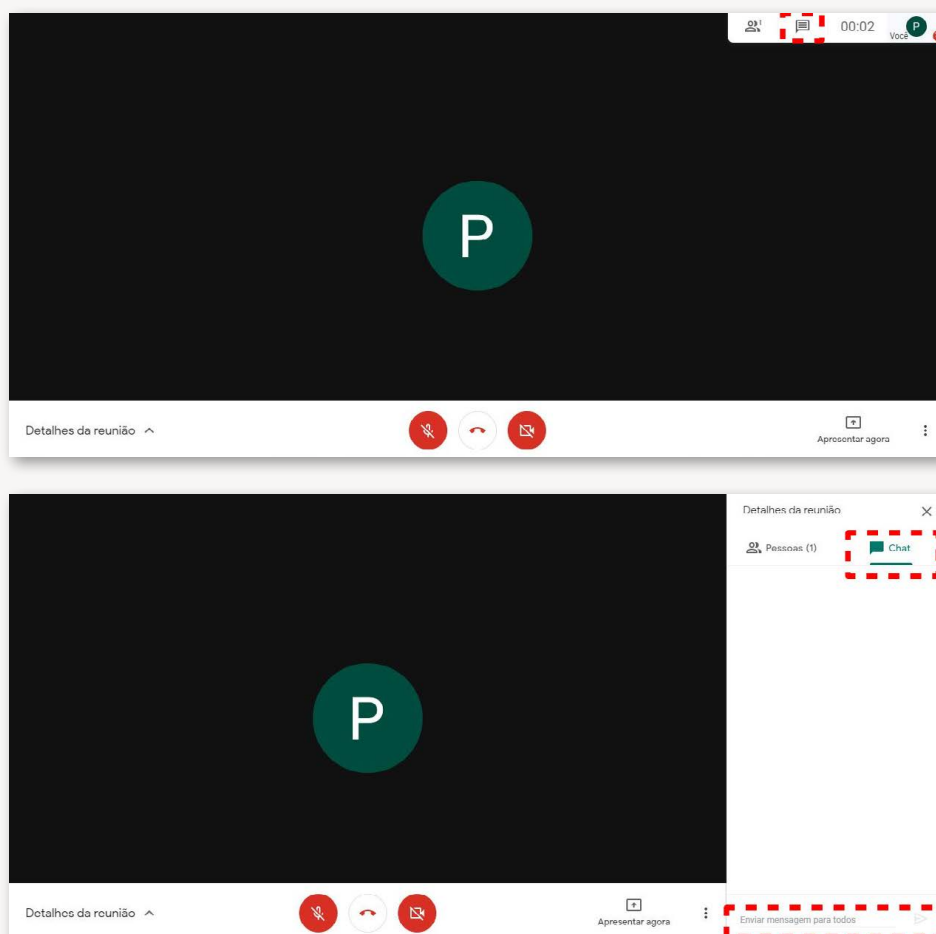 00:02
Você
P
P
Detalhes da reunião
Apresentar agora
Detalhes da reunião
Pessoas (1)
Chat
P
Detalhes da reunião
Apresentar agora
Enviar mensagem para todos